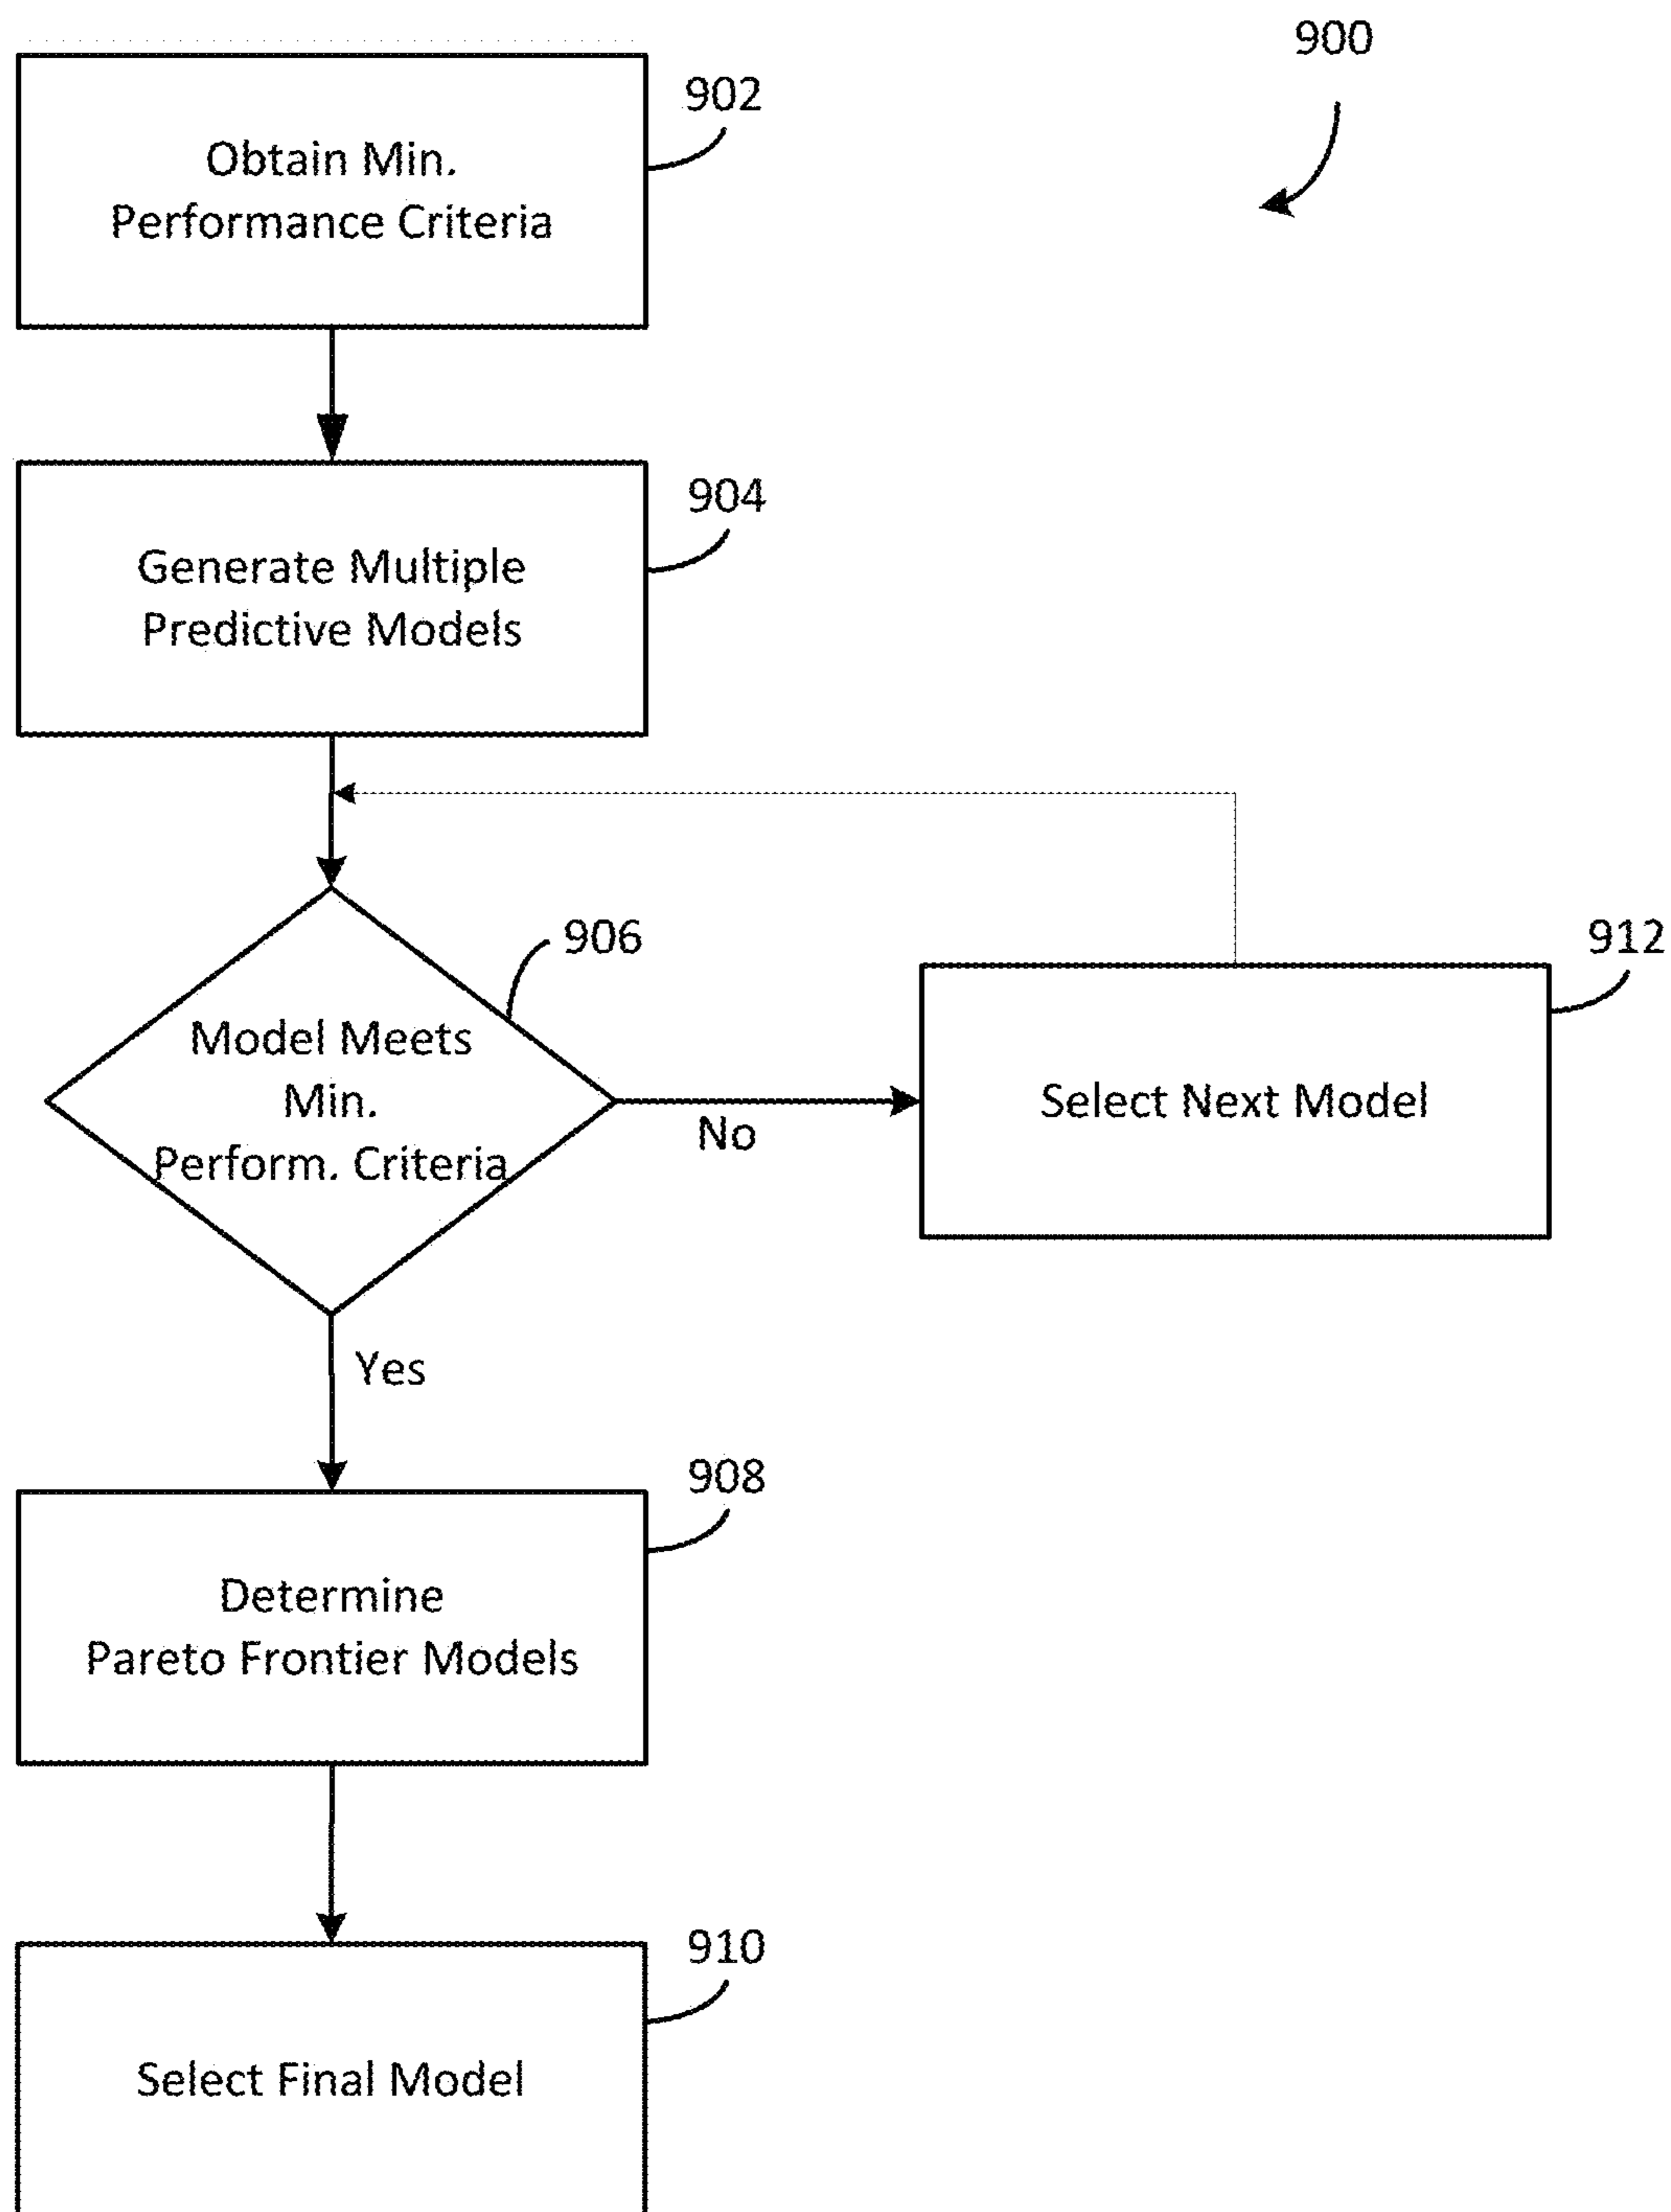 900
902
Obtain Min.
Performance Criteria
904
Generate Multiple
Predictive Models
906
912
Model Meets
Min.
Perform. Criteria
No
Select Next Model
Yes
908
Determine
Pareto Frontier Models
910
Select Final Model